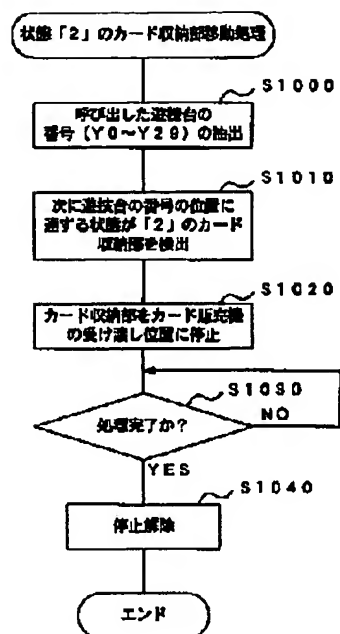 状態「2」のカード収納部移動処理
S1000
呼び出した遊技台の
番号(Y0~Y29)の抽出
S1010
次に遊技台の番号の位置に
達する状態が「2」のカード
収納部を検出
S1020
カード収納部をカード販売機
の受け渡し位置に停止
S1030
処理完了か?
NO
YES
S1040
停止解除
エンド